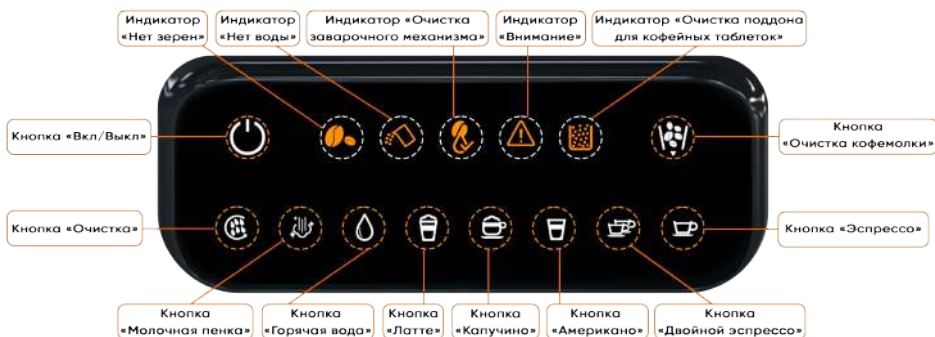 Индикатор
«Нет зерен»
Индикатор
«Нет воды»
Индикатор «Очистка
заварочного механизма»
Индикатор
«Внимание»
Индикатор «Очистка поддона
для кофейных таблеток»
Кнопка «Вкл/Выкл»
Кнопка
«Очистка кофемолки»
Кнопка «Очистка»
Кнопка «Эспрессо»
Кнопка
«Молочная пенка»
Кнопка
«Горячая вода»
Кнопка
«Латте»
Кнопка
«Капучино»
Кнопка
«Американо»
Кнопка
«Двойной эспрессо»